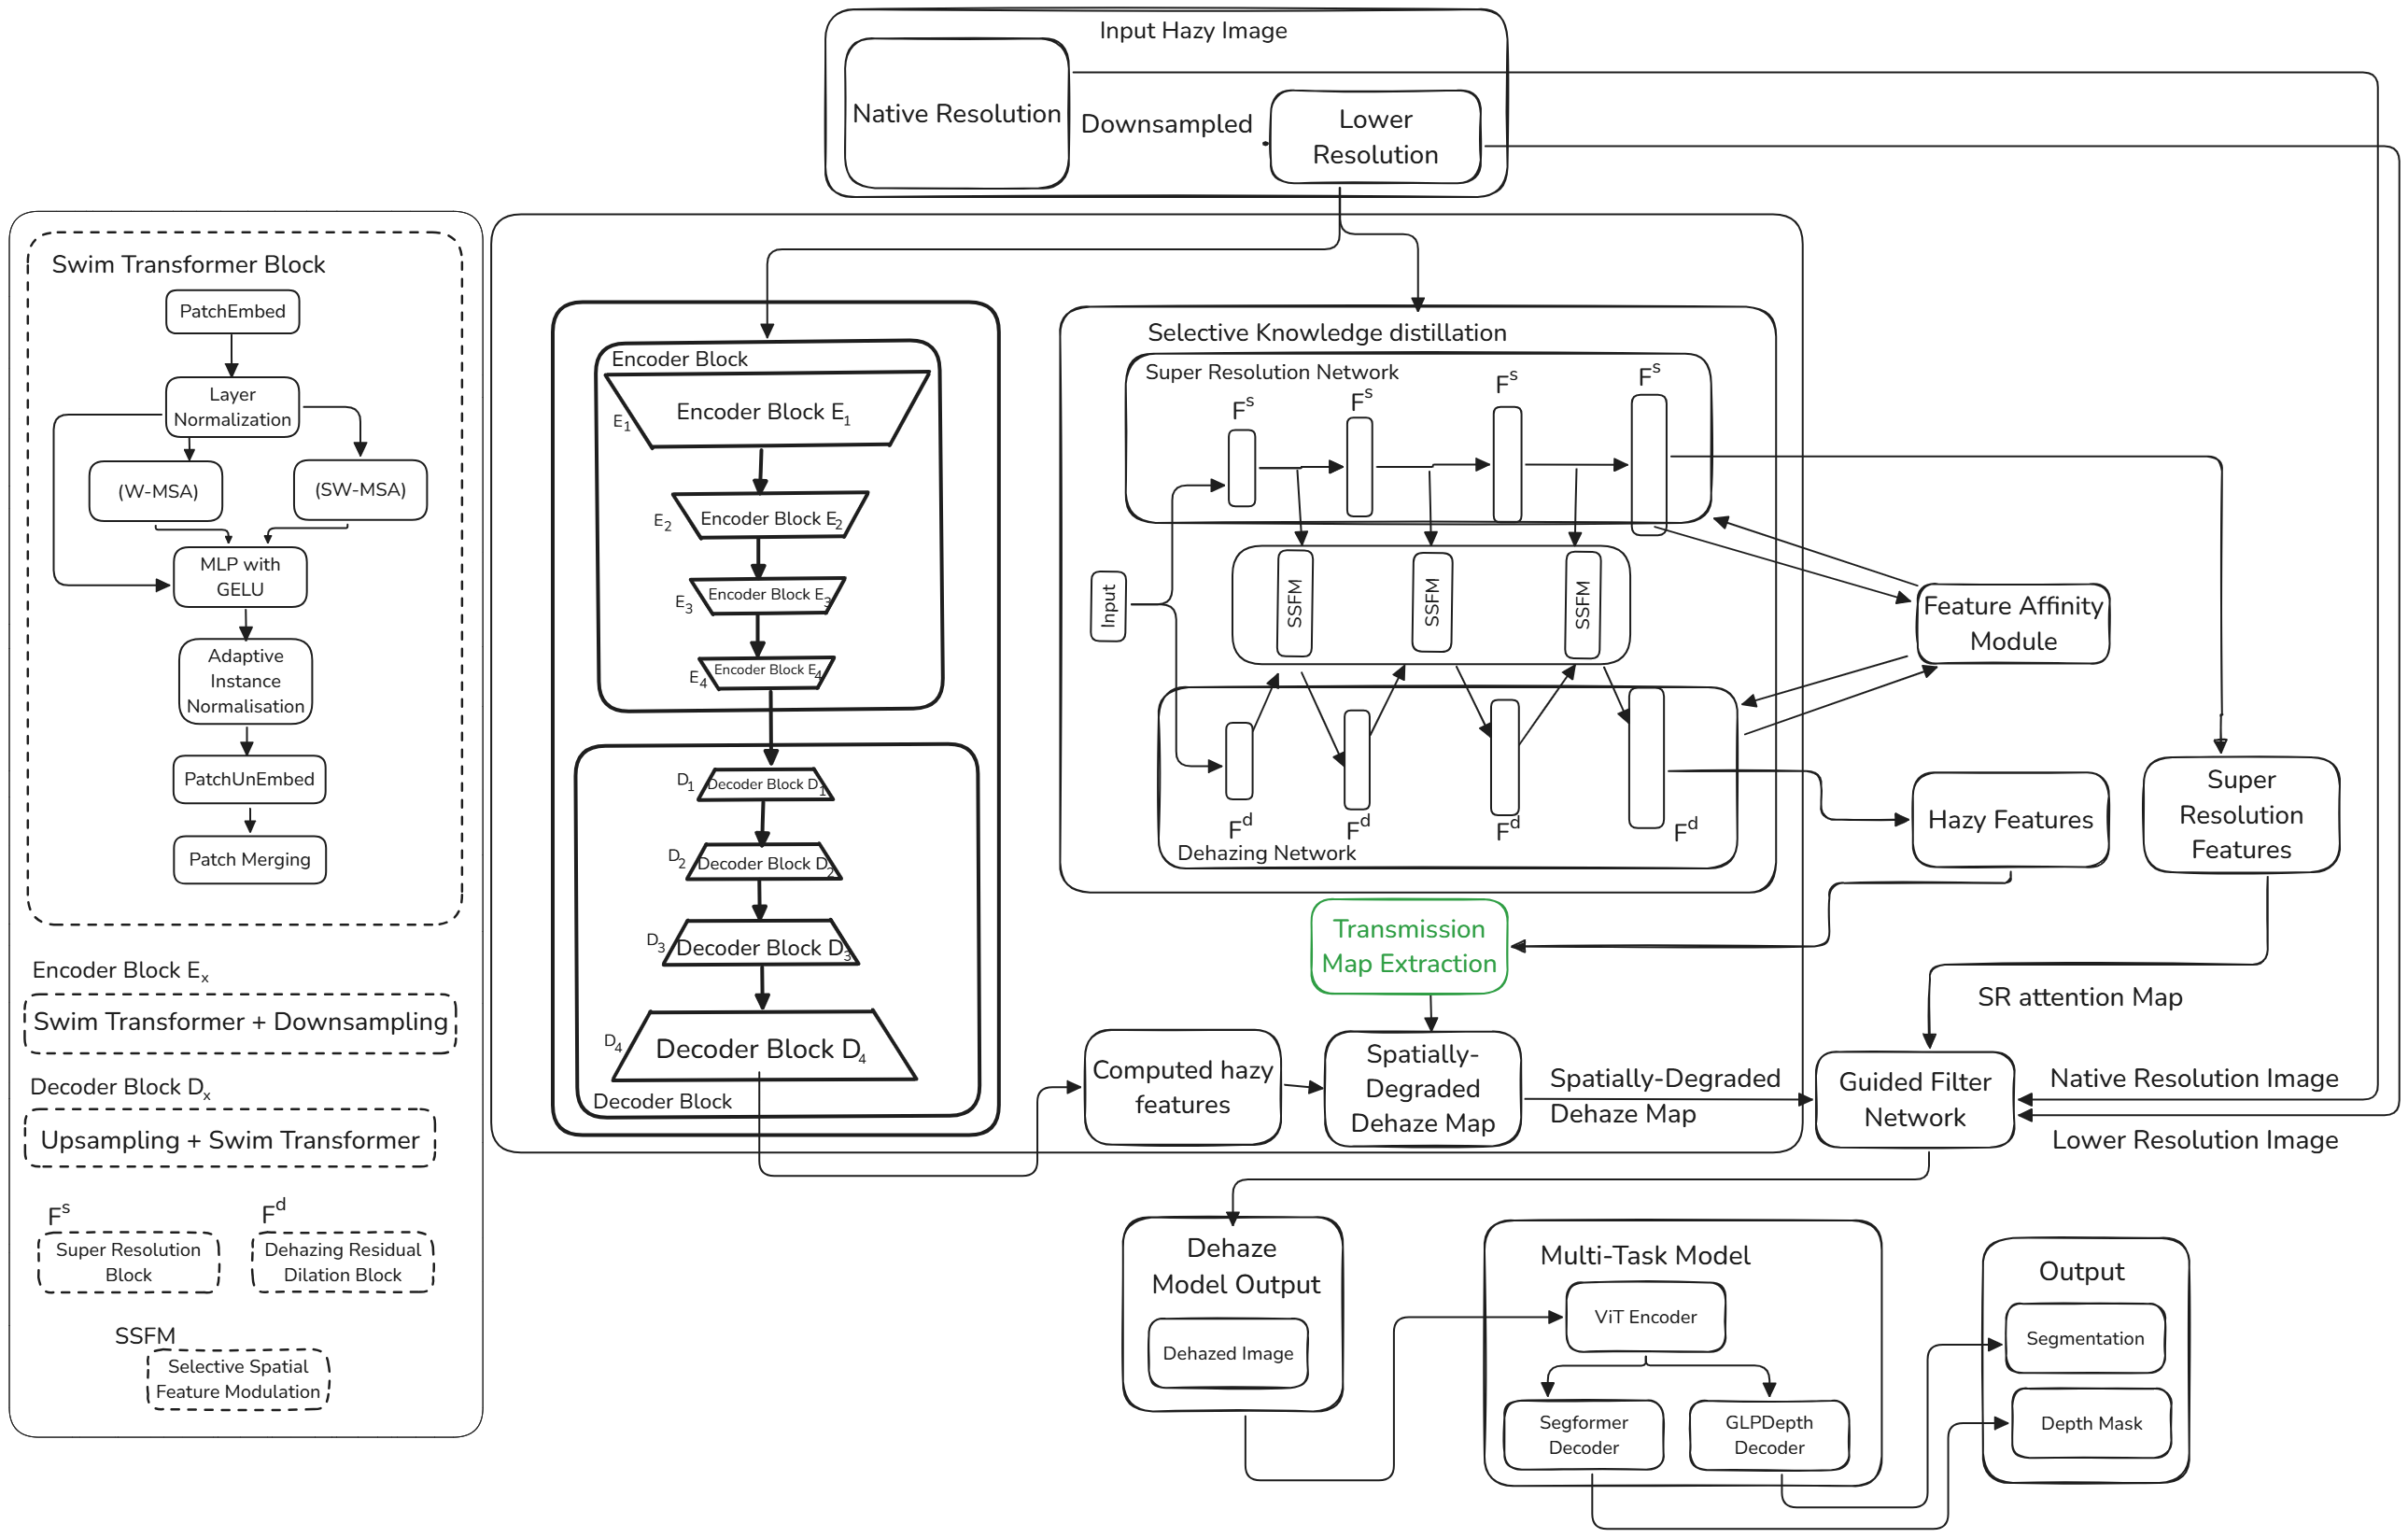 Input Hazy Image
Native Resolution
Downsampled
Lower
Resolution
Swim Transformer Block
PatchEmbed
Layer
Normalization
(W-MSA)
(SW-MSA)
MLP with
GELU
Adaptive
Instance
Normalisation
PatchUnEmbed
Patch Merging
Encoder Block Ex
Swim Transformer + Downsampling
Decoder Block Dx
Upsampling + Swim Transformer
Fs
Super Resolution
Block
Fd
Dehazing Residual
Dilation Block
SSFM
Selective Spatial
Feature Modulation
Encoder Block
E1
Encoder Block E1
E2
Encoder Block E2
E3
Encoder Block E3
E4
Encoder Block E4
D1
Decoder Block D1
D2
Decoder Block D2
D3
Decoder Block D3
D4
Decoder Block D4
Decoder Block
Selective Knowledge distillation
Super Resolution Network
Fs
Fs
Fs
Fs
Input
SSFM
SSFM
SSFM
Fd
Fd
Fd
Fd
Dehazing Network
Feature Affinity
Module
Hazy Features
Super
Resolution
Features
Transmission
Map Extraction
SR attention Map
Computed hazy
features
Spatially-
Degraded
Dehaze Map
Spatially-Degraded
Dehaze Map
Guided Filter
Network
Native Resolution Image
Lower Resolution Image
Dehaze
Model Output
Dehazed Image
Multi-Task Model
ViT Encoder
Segformer
Decoder
GLPDepth
Decoder
Output
Segmentation
Depth Mask